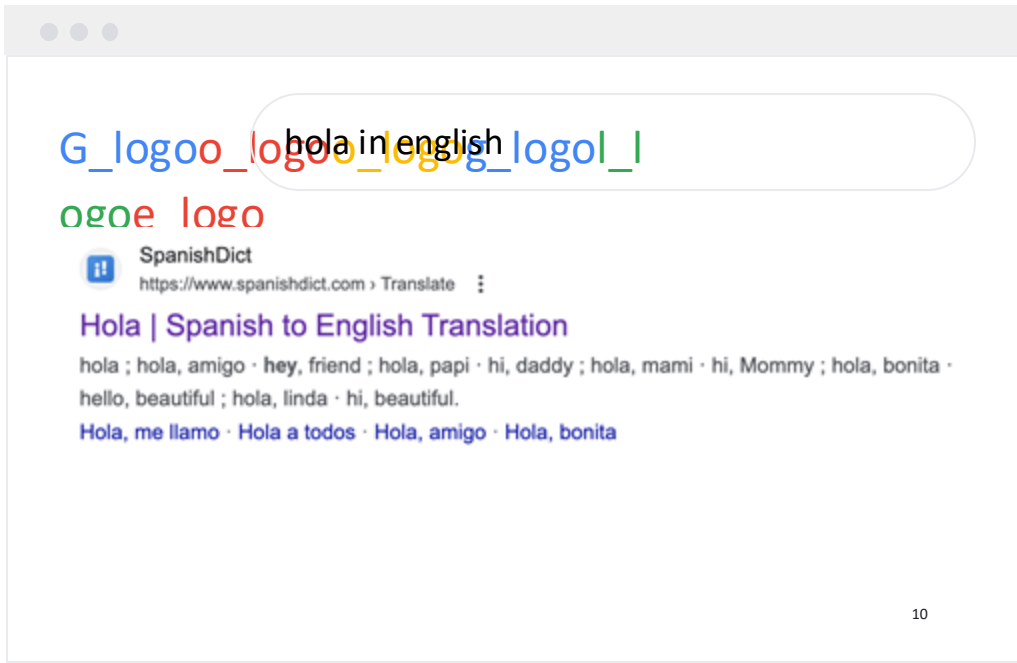 hola in english
G_logoo_logoo_logog_logol_l
ogoe_logo
SpanishDict
https://www.spanishdict.com › Translate
Hola | Spanish to English Translation
hola ; hola, amigo · hey, friend ; hola, papi · hi, daddy ; hola, mami · hi, Mommy ; hola, bonita ·
hello, beautiful ; hola, linda · hi, beautiful.
Hola, me llamo · Hola a todos · Hola, amigo · Hola, bonita
10